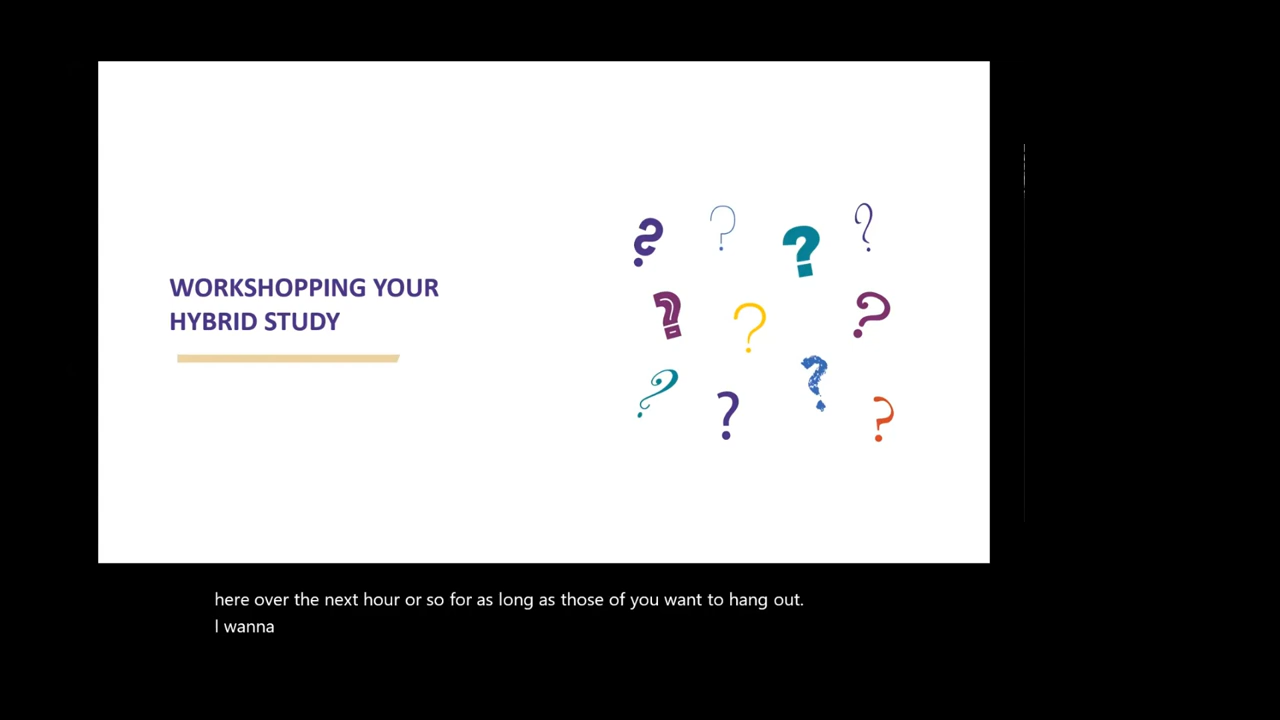 WORKSHOPPING YOUR
HYBRID STUDY
? ? ? ?
? ? ?
? ? ? ?
here over the next hour or so for as long as those of you want to hang out.
I wanna